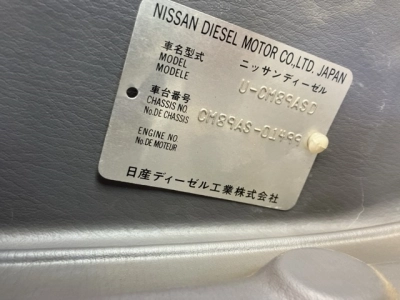 NISSAN DIESEL MOTOR CO.,LTD. JAPAN
車名型式 ニッサンディーゼル
MODEL
MODELE U-CM89ASD
車台番号
CHASSIS NO
No.DE CHASSIS CM89AS-01499
ENGINE NO
No.DE MOTEUR
日産ディーゼル工業株式会社